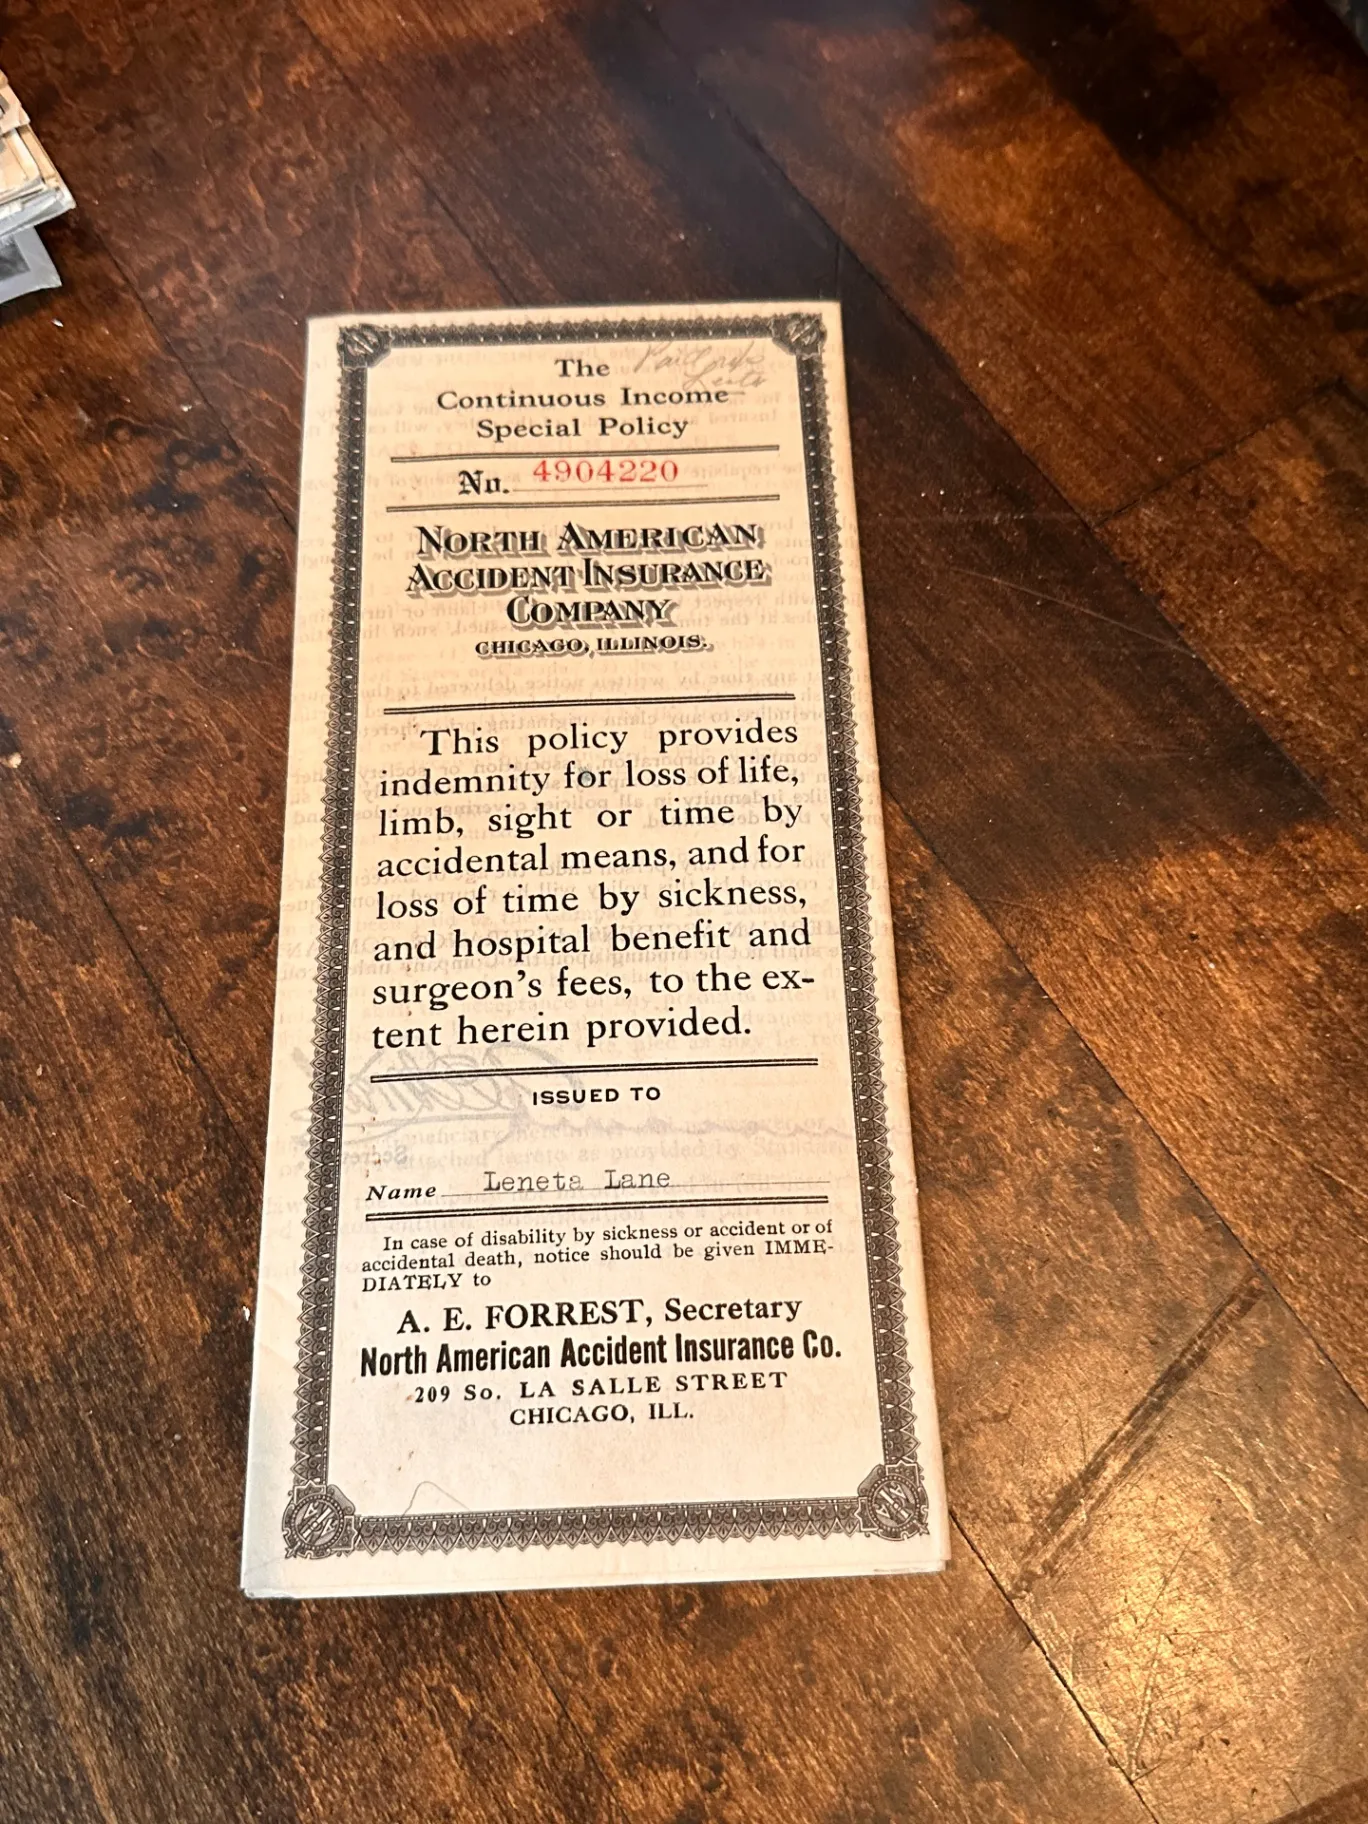 The
Continuous Income
Special Policy
No. 4904220
NORTH AMERICAN
ACCIDENT INSURANCE
COMPANY
CHICAGO, ILLINOIS.
This policy provides
indemnity for loss of life,
limb, sight or time by
accidental means, and for
loss of time by sickness,
and hospital benefit and
surgeon's fees, to the ex-
tent herein provided.
ISSUED TO
Name Leneta Lane
In case of disability by sickness or accident or of
accidental death, notice should be given IMME-
DIATELY to
A. E. FORREST, Secretary
North American Accident Insurance Co.
209 So. LA SALLE STREET
CHICAGO, ILL.